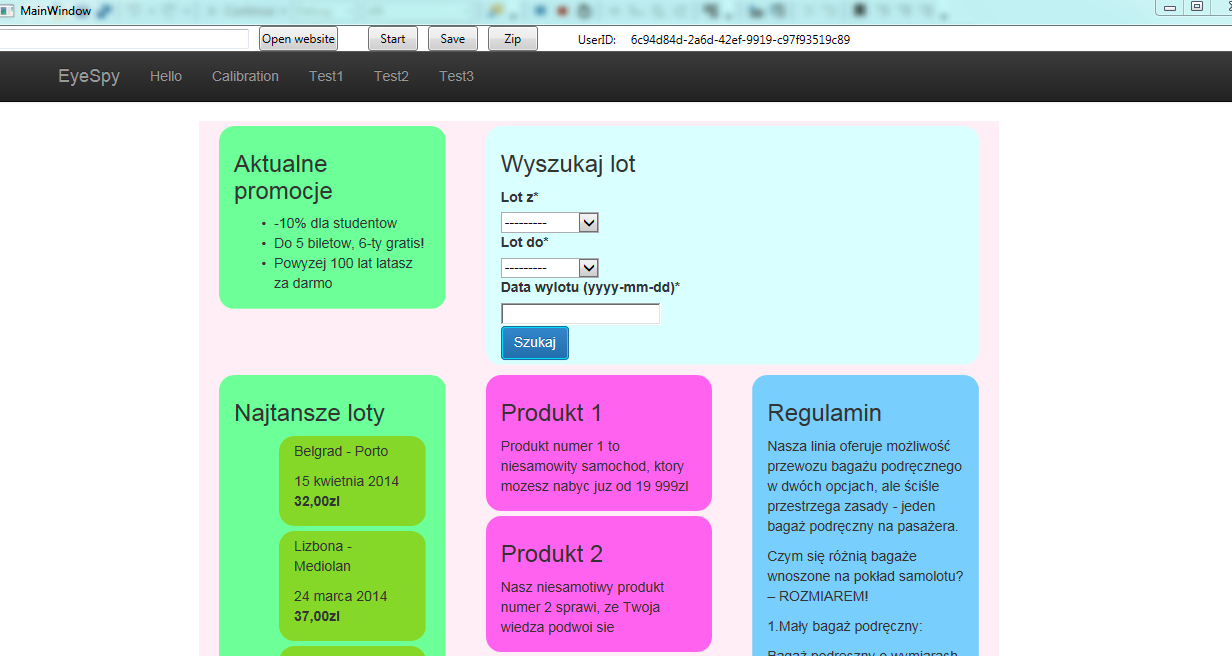 MainWindow
Open website Start Save Zip UserID: 6c94d84d-2a6d-42ef-9919-c97f93519c89
EyeSpy Hello Calibration Test1 Test2 Test3
Aktualne
promocje
• -10% dla studentow
• Do 5 biletow, 6-ty gratis!
• Powyzej 100 lat latasz
za darmo
Wyszukaj lot
Lot z*
---------
Lot do*
---------
Data wylotu (yyyy-mm-dd)*
Szukaj
Najtansze loty
Belgrad - Porto
15 kwietnia 2014
32,00zl
Lizbona -
Mediolan
24 marca 2014
37,00zl
Produkt 1
Produkt numer 1 to
niesamowity samochod, ktory
mozesz nabyc juz od 19 999zl
Produkt 2
Nasz niesamotiwy produkt
numer 2 sprawi, ze Twoja
wiedza podwoi sie
Regulamin
Nasza linia oferuje możliwość
przewozu bagażu podręcznego
w dwóch opcjach, ale ściśle
przestrzega zasady - jeden
bagaż podręczny na pasażera.
Czym się różnią bagaże
wnoszone na pokład samolotu?
– ROZMIAREM!
1.Mały bagaż podręczny:
Bagaż podręczny o wymiarach